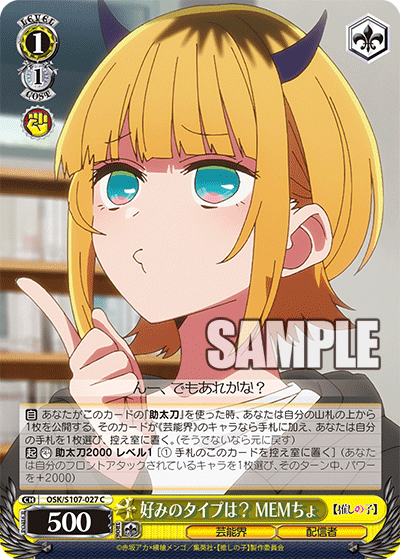 LEVEL
1
1
COST
SAMPLE
んー、でもあれかな？
自 あなたがこのカードの「助太刀」を使った時、あなたは自分の山札の上から
1枚を公開する。そのカードが《芸能界》のキャラなら手札に加え、あなたは自
分の手札を1枚選び、控え室に置く。（そうでないなら元に戻す）
起 助太刀2000 レベル1 ［① 手札のこのカードを控え室に置く］ （あなたは
自分のフロントアタックされているキャラを1枚選び、そのターン中、パワー
を＋2000）
CH OSK/S107-027 C
500
好みのタイプは？ MEMちょ
【推しの子】
芸能界
配信者
©赤坂アカ×横槍メンゴ／集英社・【推しの子】製作委員会